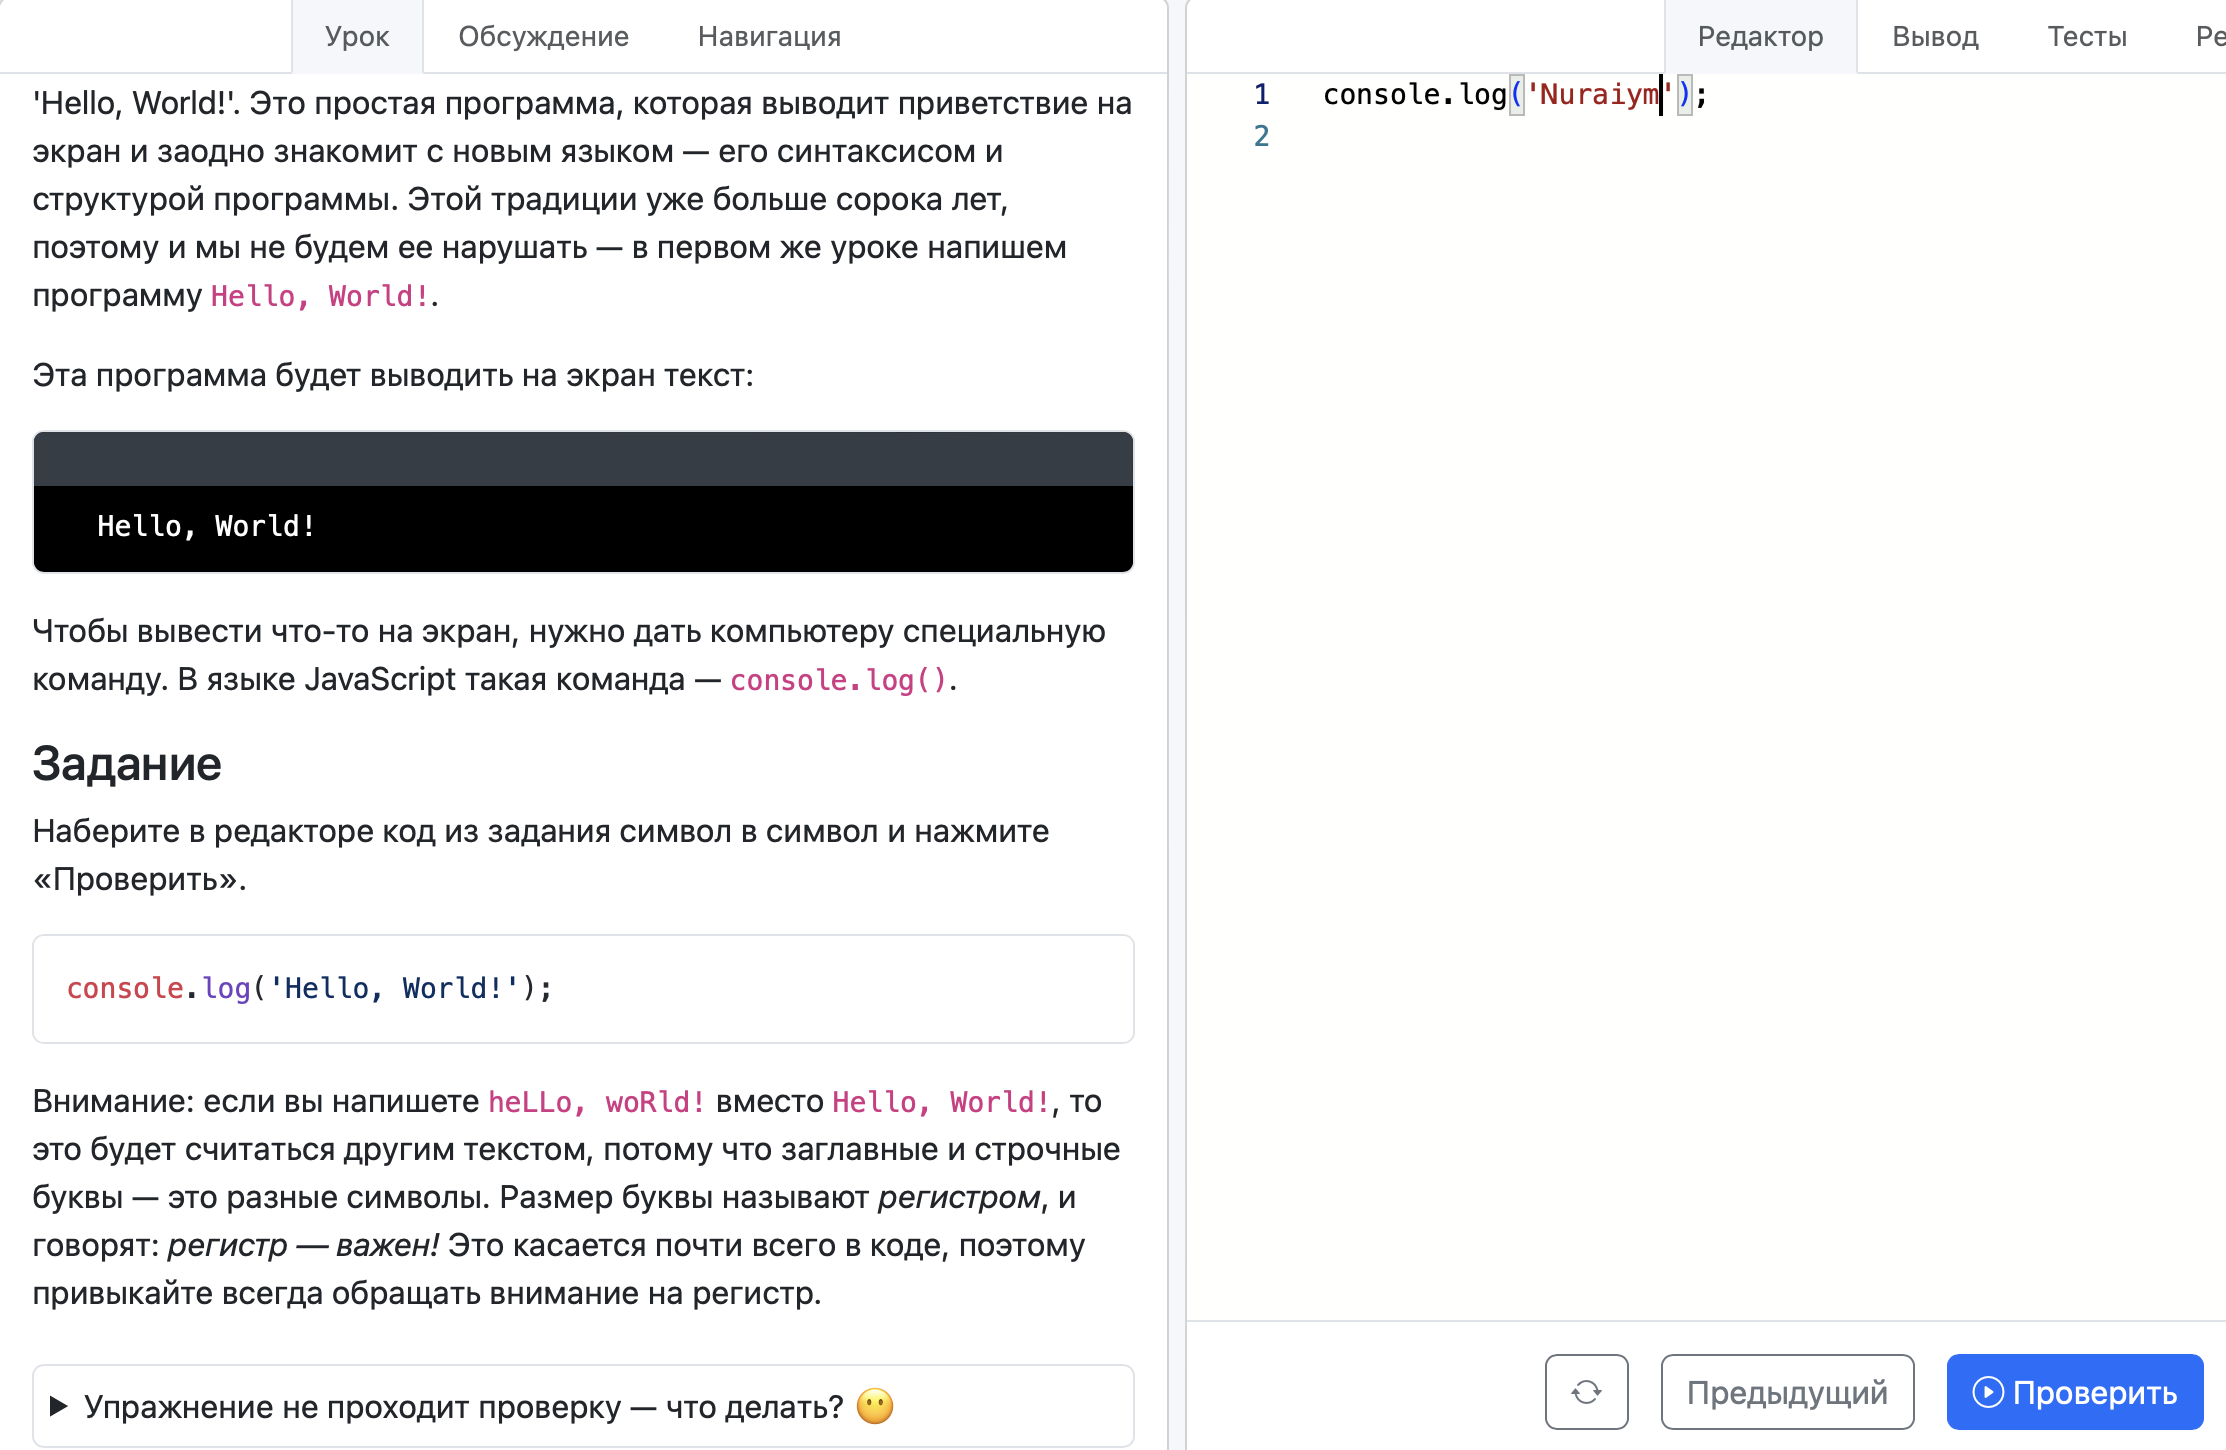 Урок Обсуждение Навигация
'Hello, World!'. Это простая программа, которая выводит приветствие на
экран и заодно знакомит с новым языком — его синтаксисом и
структурой программы. Этой традиции уже больше сорока лет,
поэтому и мы не будем ее нарушать — в первом же уроке напишем
программу Hello, World!.
Эта программа будет выводить на экран текст:
Hello, World!
Чтобы вывести что-то на экран, нужно дать компьютеру специальную
команду. В языке JavaScript такая команда — console.log().
Задание
Наберите в редакторе код из задания символ в символ и нажмите
«Проверить».
console.log('Hello, World!');
Внимание: если вы напишете heLLo, woRld! вместо Hello, World!, то
это будет считаться другим текстом, потому что заглавные и строчные
буквы — это разные символы. Размер буквы называют регистром, и
говорят: регистр — важен! Это касается почти всего в коде, поэтому
привыкайте всегда обращать внимание на регистр.
▶ Упражнение не проходит проверку — что делать? 😶
Редактор Вывод Тесты Ре
1 console.log('Nuraiym');
2
Предыдущий Проверить